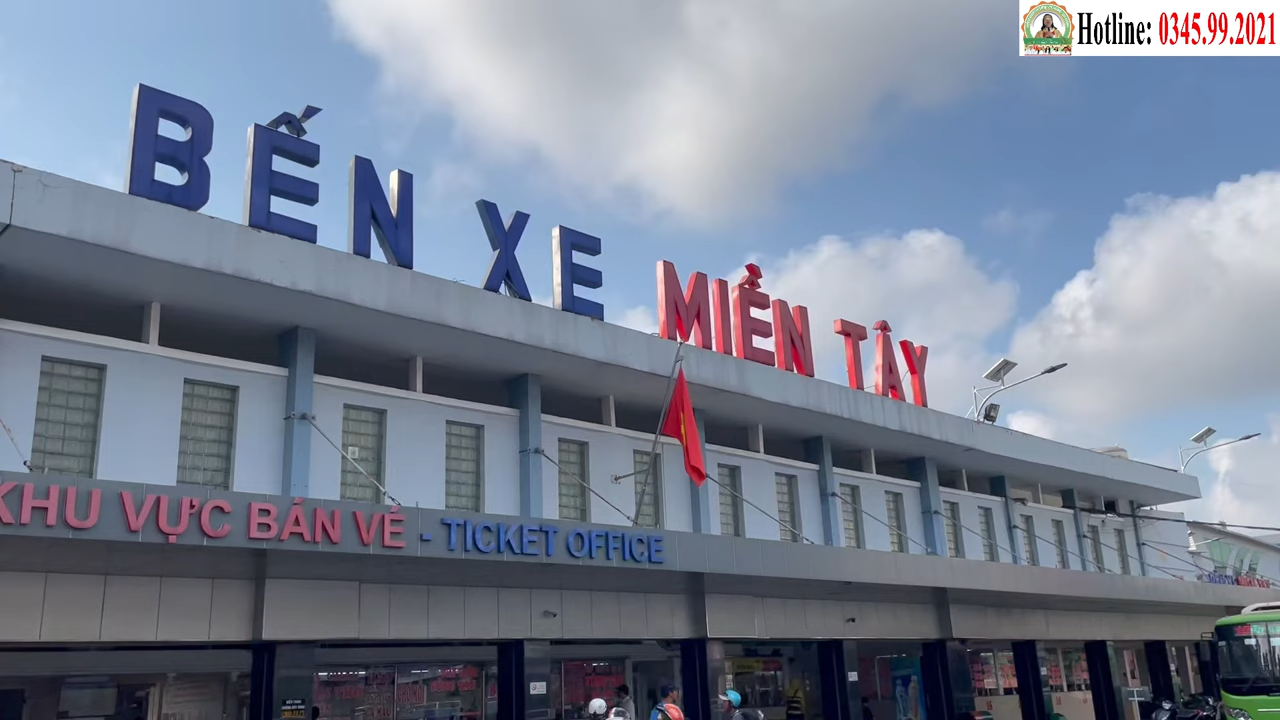 Hotline: 0345.99.2021
BẾN XE MIỀN TÂY
KHU VỰC BÁN VÉ - TICKET OFFICE